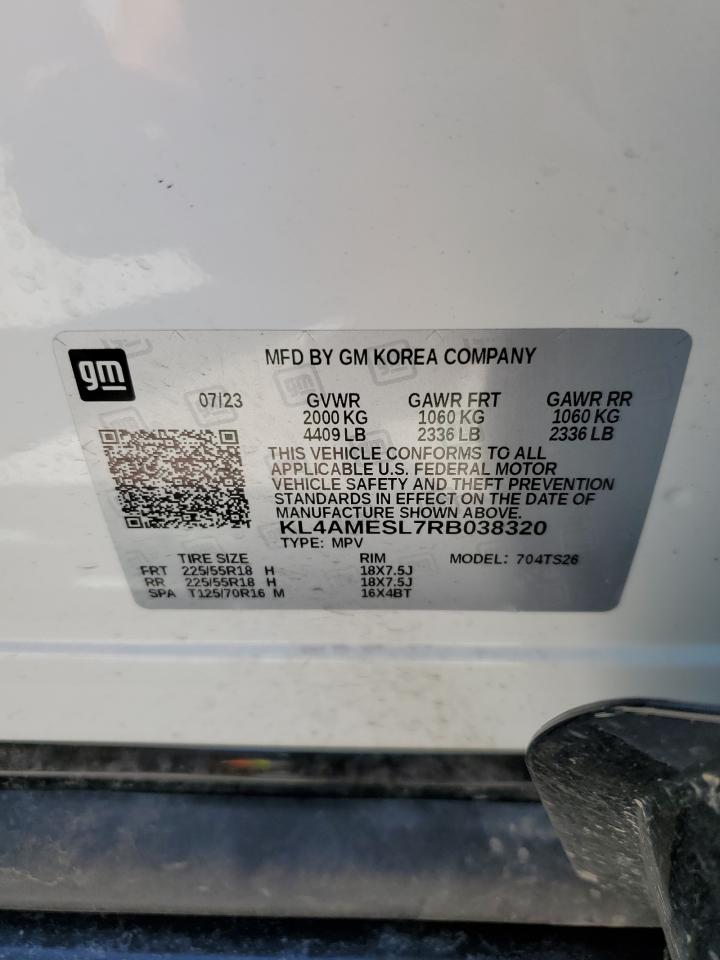 gm
MFD BY GM KOREA COMPANY
07/23 GVWR GAWR FRT GAWR RR
2000 KG 1060 KG 1060 KG
4409 LB 2336 LB 2336 LB
THIS VEHICLE CONFORMS TO ALL
APPLICABLE U.S. FEDERAL MOTOR
VEHICLE SAFETY AND THEFT PREVENTION
STANDARDS IN EFFECT ON THE DATE OF
MANUFACTURE SHOWN ABOVE.
KL4AMESL7RB038320
TYPE: MPV
TIRE SIZE RIM MODEL: 704TS26
FRT 225/55R18 H 18X7.5J
RR 225/55R18 H 18X7.5J
SPA T125/70R16 M 16X4BT